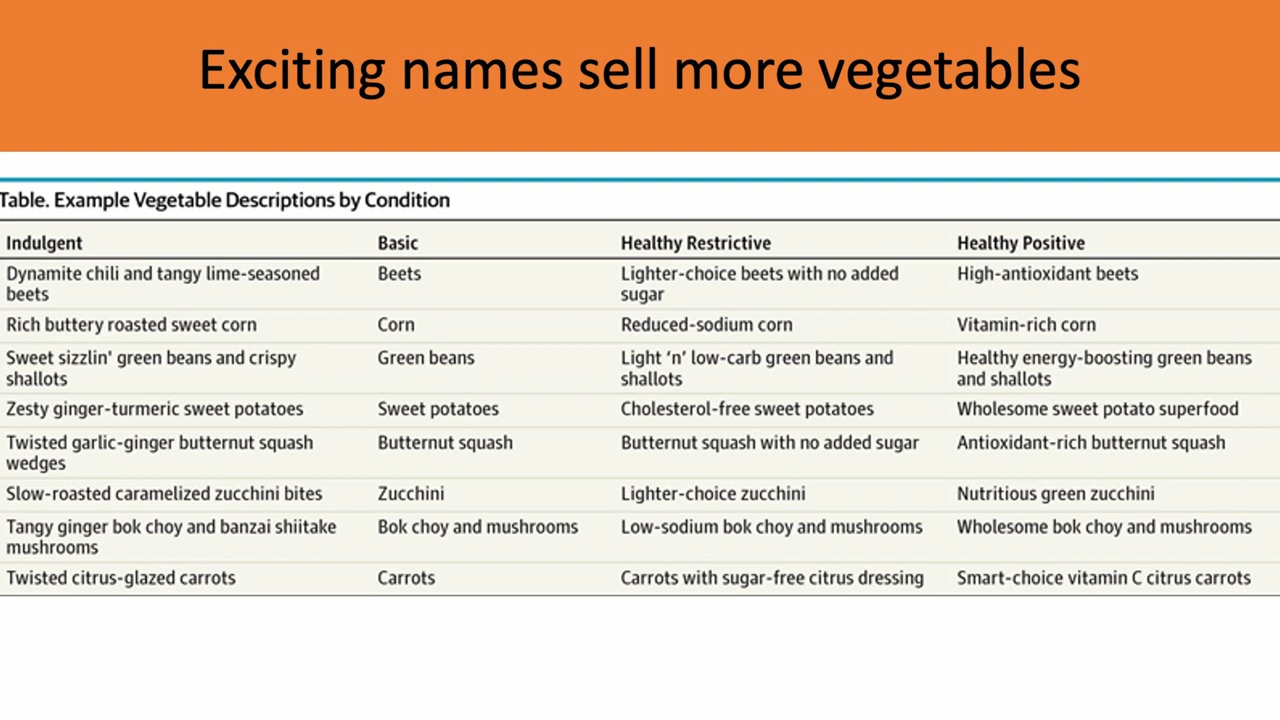 Exciting names sell more vegetables
Table. Example Vegetable Descriptions by Condition
Indulgent Basic Healthy Restrictive Healthy Positive
Dynamite chili and tangy lime-seasoned beets Beets Lighter-choice beets with no added sugar High-antioxidant beets
Rich buttery roasted sweet corn Corn Reduced-sodium corn Vitamin-rich corn
Sweet sizzlin' green beans and crispy shallots Green beans Light ‘n’ low-carb green beans and shallots Healthy energy-boosting green beans and shallots
Zesty ginger-turmeric sweet potatoes Sweet potatoes Cholesterol-free sweet potatoes Wholesome sweet potato superfood
Twisted garlic-ginger butternut squash wedges Butternut squash Butternut squash with no added sugar Antioxidant-rich butternut squash
Slow-roasted caramelized zucchini bites Zucchini Lighter-choice zucchini Nutritious green zucchini
Tangy ginger bok choy and banzai shiitake mushrooms Bok choy and mushrooms Low-sodium bok choy and mushrooms Wholesome bok choy and mushrooms
Twisted citrus-glazed carrots Carrots Carrots with sugar-free citrus dressing Smart-choice vitamin C citrus carrots